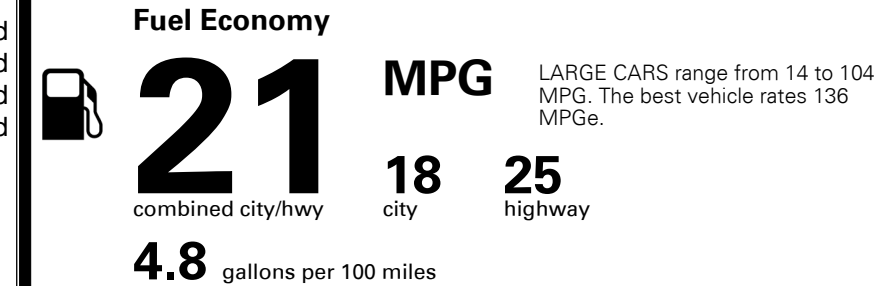 d
d
d
d
Fuel Economy
21
MPG
LARGE CARS range from 14 to 104
MPG. The best vehicle rates 136
MPGe.
combined city/hwy
18
city
25
highway
4.8 gallons per 100 miles